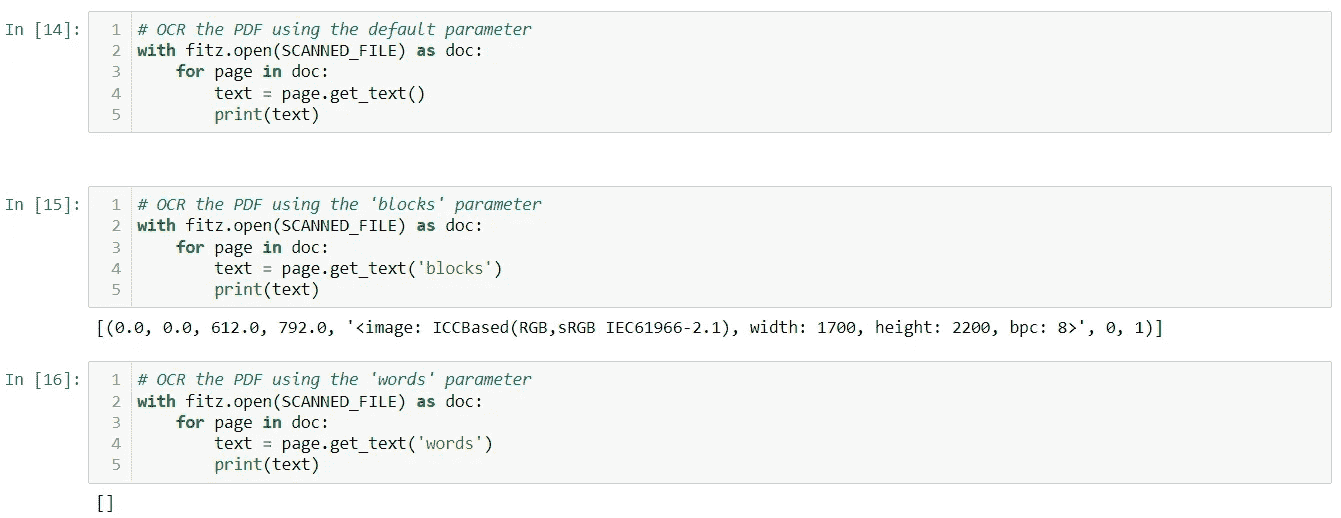 In [14]:
1 # OCR the PDF using the default parameter
2 with fitz.open(SCANNED_FILE) as doc:
3     for page in doc:
4         text = page.get_text()
5         print(text)
In [15]:
1 # OCR the PDF using the 'blocks' parameter
2 with fitz.open(SCANNED_FILE) as doc:
3     for page in doc:
4         text = page.get_text('blocks')
5         print(text)
[(0.0, 0.0, 612.0, 792.0, '<image: ICCBased(RGB,sRGB IEC61966-2.1), width: 1700, height: 2200, bpc: 8>', 0, 1)]
In [16]:
1 # OCR the PDF using the 'words' parameter
2 with fitz.open(SCANNED_FILE) as doc:
3     for page in doc:
4         text = page.get_text('words')
5         print(text)
[]